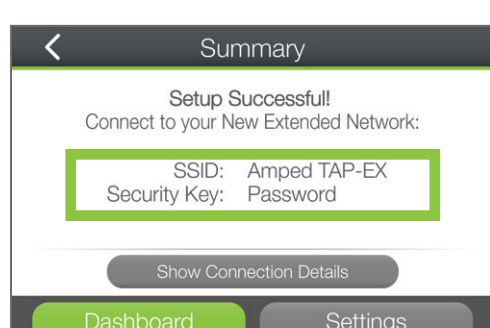 Summary
Setup Successful!
Connect to your New Extended Network:
SSID: Amped TAP-EX
Security Key: Password
Show Connection Details
Dashboard Settings